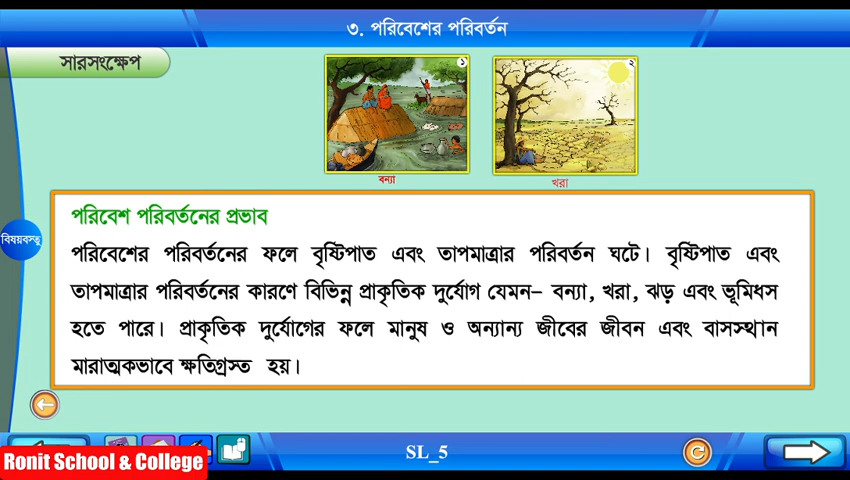 ৩. পরিবেশের পরিবর্তন
সারসংক্ষেপ
১
২
বন্যা
খরা
বিষয়বস্তু
পরিবেশ পরিবর্তনের প্রভাব
পরিবেশের পরিবর্তনের ফলে বৃষ্টিপাত এবং তাপমাত্রার পরিবর্তন ঘটে। বৃষ্টিপাত এবং
তাপমাত্রার পরিবর্তনের কারণে বিভিন্ন প্রাকৃতিক দুর্যোগ যেমন– বন্যা, খরা, ঝড় এবং ভূমিধস
হতে পারে। প্রাকৃতিক দুর্যোগের ফলে মানুষ ও অন্যান্য জীবের জীবন এবং বাসস্থান
মারাত্মকভাবে ক্ষতিগ্রস্ত হয়।
SL_5
Ronit School & College